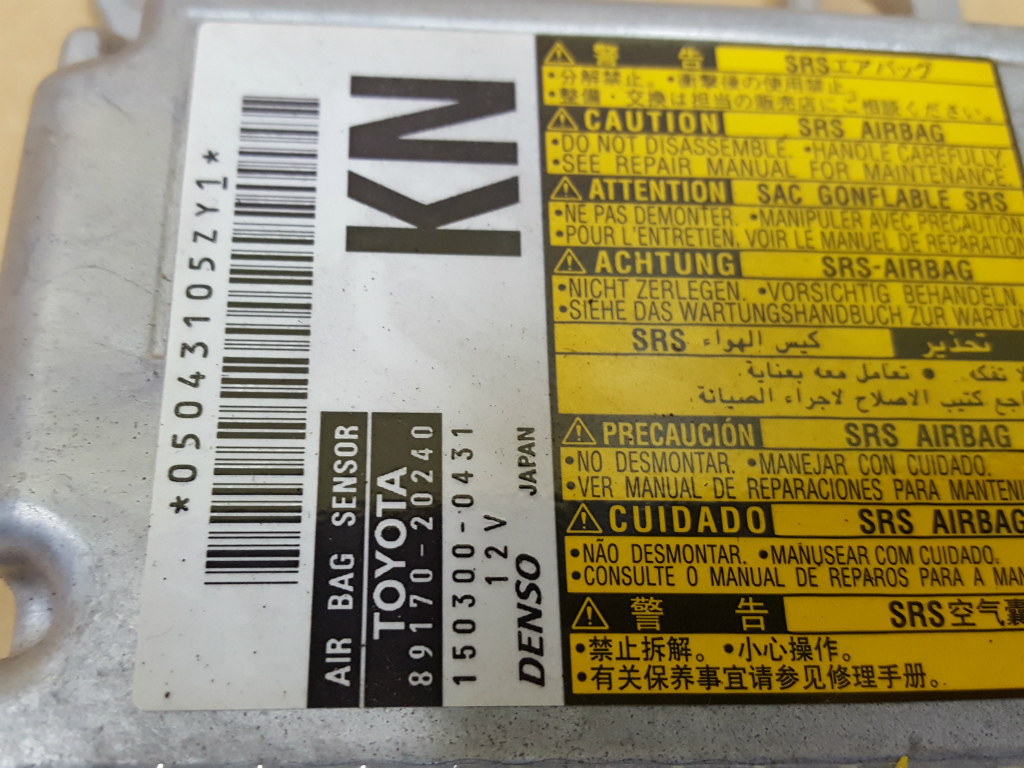 *050443105ZY1*
KN
AIR BAG SENSOR
TOYOTA
89170-20240
150300-0431
12V
DENSO JAPAN
警告 SRSエアバッグ
•分解禁止。 •衝撃後の使用禁止。
•整備・交換は担当の販売店にご相談ください。
CAUTION SRS AIRBAG
•DO NOT DISASSEMBLE. •HANDLE CAREFULLY.
•SEE REPAIR MANUAL FOR MAINTENANCE.
ATTENTION SAC GONFLABLE SRS
•NE PAS DEMONTER. •MANIPULER AVEC PRECAUTION
•POUR L'ENTRETIEN, VOIR LE MANUEL DE REPARATION
ACHTUNG SRS-AIRBAG
•NICHT ZERLEGEN. •VORSICHTIG BEHANDELN.
•SIEHE DAS WARTUNGSHANDBUCH ZUR WARTUN
تحذير كيس الهواء SRS
لا تفكه. • تعامل معه بعناية
اجع كتيب الاصلاح لاجراء الصيانة.
PRECAUCIÓN SRS AIRBAG
•NO DESMONTAR. •MANEJAR CON CUIDADO.
•VER MANUAL DE REPARACIONES PARA MANTENI
CUIDADO SRS AIRBAG
•NÃO DESMONTAR. •MANUSEAR COM CUIDADO.
•CONSULTE O MANUAL DE REPAROS PARA A MAN
警告 SRS空气囊
•禁止拆解。 •小心操作。
•有关保养事宜请参见修理手册。